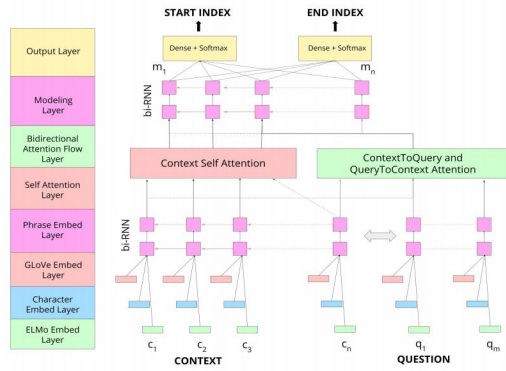 START INDEX
END INDEX
Output Layer
Dense + Softmax
Dense + Softmax
m1
mn
Modeling
Layer
bi-RNN
Bidirectional
Attention Flow
Layer
Context Self Attention
ContextToQuery and
QueryToContext Attention
Self Attention
Layer
Phrase Embed
Layer
bi-RNN
GLoVe Embed
Layer
Character
Embed Layer
ELMo Embed
Layer
c1
c2
c3
cn
q1
qm
CONTEXT
QUESTION